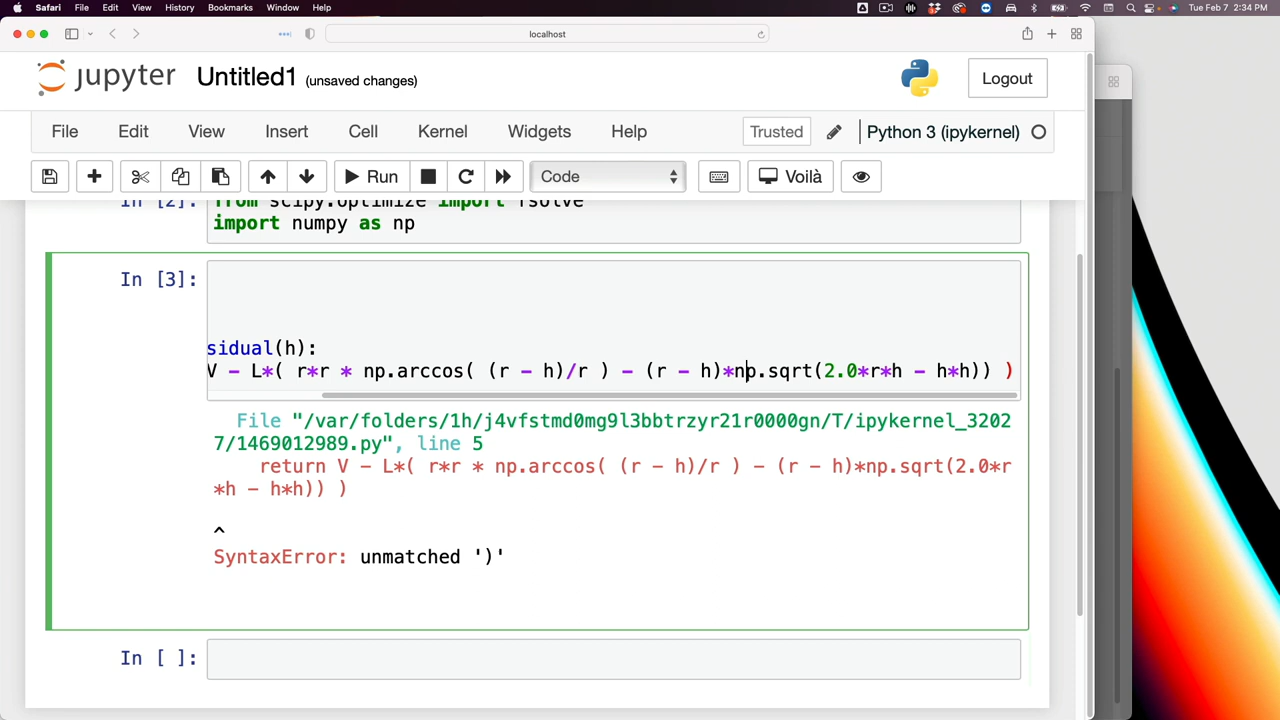 Safari File Edit View History Bookmarks Window Help Tue Feb 7 2:34 PM
localhost
jupyter Untitled1 (unsaved changes) Logout
File Edit View Insert Cell Kernel Widgets Help Trusted Python 3 (ipykernel)
Run Code Voilà
In [2]: from scipy.optimize import fsolve
import numpy as np
In [3]:
sidual(h):
V - L*( r*r * np.arccos( (r - h)/r ) - (r - h)*np.sqrt(2.0*r*h - h*h)) )
File "/var/folders/1h/j4vfstmd0mg9l3bbtrzyr21r0000gn/T/ipykernel_3202
7/1469012989.py", line 5
return V - L*( r*r * np.arccos( (r - h)/r ) - (r - h)*np.sqrt(2.0*r
*h - h*h)) )
^
SyntaxError: unmatched ')'
In [ ]: